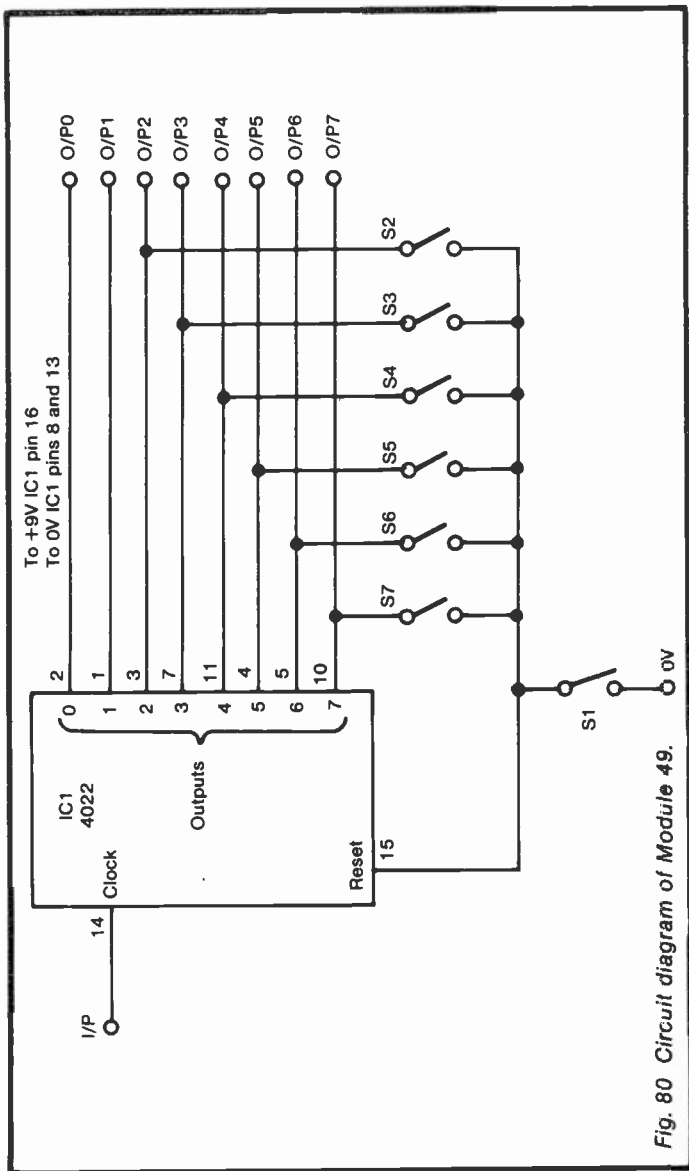 To +9V IC1 pin 16
To 0V IC1 pins 8 and 13
I/P
14
Clock
IC1
4022
Outputs
Reset
15
0
2
O/P0
1
1
O/P1
2
3
O/P2
3
7
O/P3
4
11
O/P4
5
4
O/P5
6
5
O/P6
7
10
O/P7
S7
S6
S5
S4
S3
S2
S1
0V
Fig. 80 Circuit diagram of Module 49.